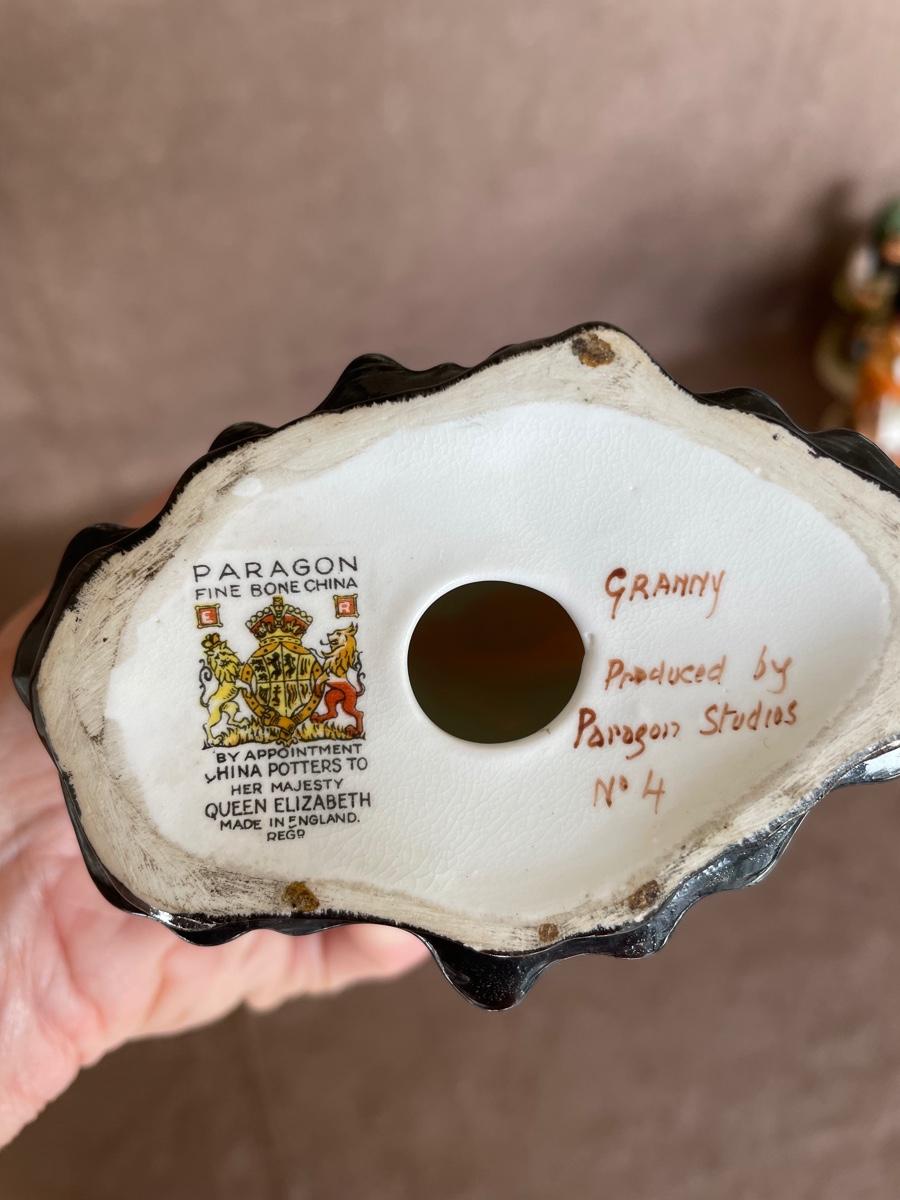 PARAGON
FINE BONE CHINA
E R
BY APPOINTMENT
CHINA POTTERS TO
HER MAJESTY
QUEEN ELIZABETH
MADE IN ENGLAND.
REGD
GRANNY
Produced by
Paragon Studios
No 4